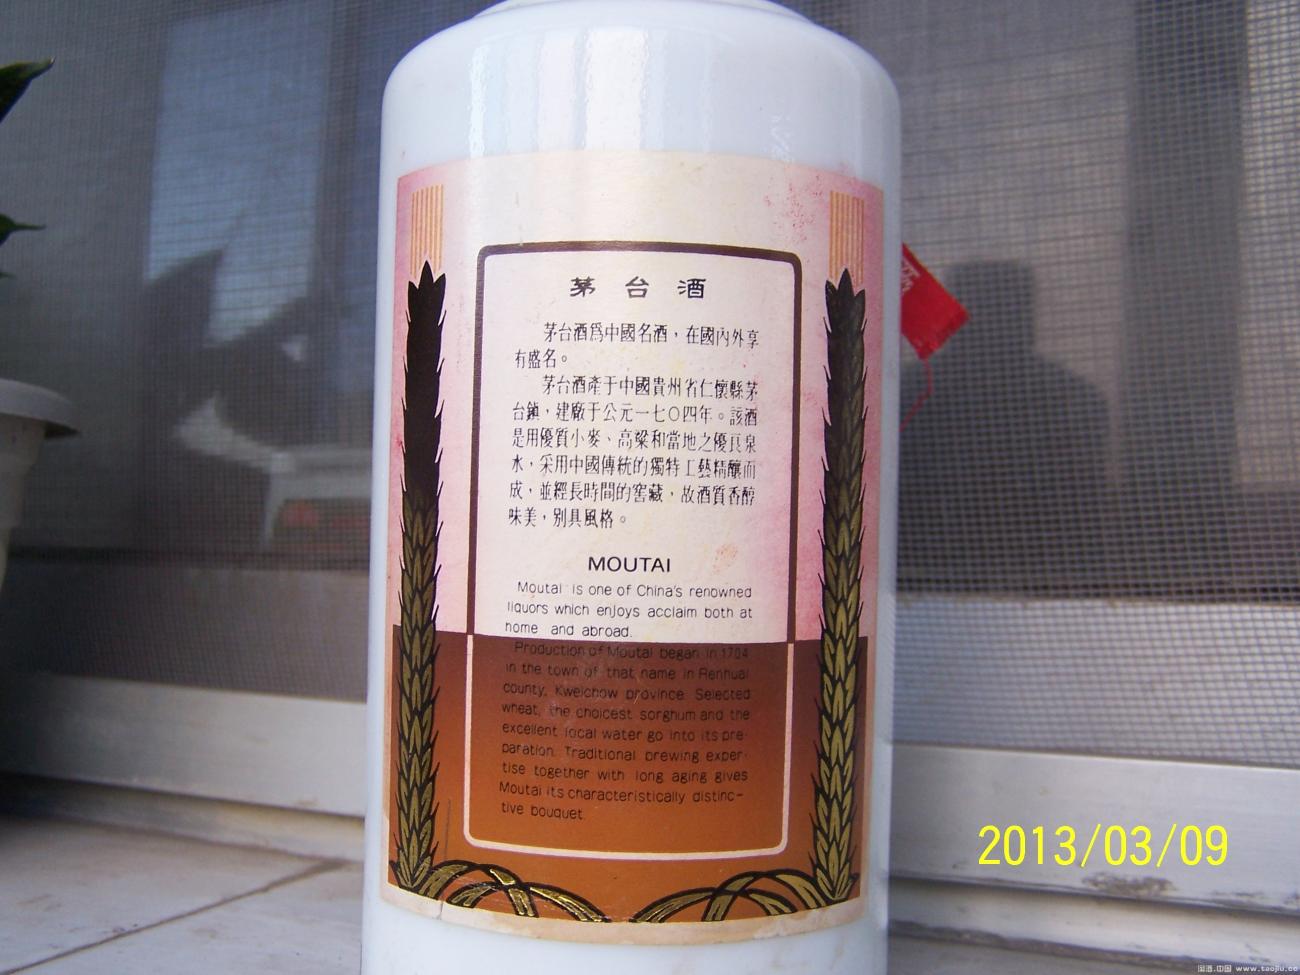 茅台酒
茅台酒爲中國名酒，在國內外享
有盛名。
茅台酒產于中國貴州省仁懷縣茅
台鎮，建廠于公元一七〇四年。該酒
是用優質小麥、高粱和當地之優良泉
水，采用中國傳統的獨特工藝精釀而
成，並經長時間的窖藏，故酒質香醇
味美，别具風格。
MOUTAI
Moutai is one of China's renowned
liquors which enjoys acclaim both at
home and abroad.
Production of Moutai began in 1704
in the town of that name in Renhuai
county, Kweichow province. Selected
wheat, the choicest sorghum and the
excellent local water go into its pre-
paration. Traditional brewing exper-
tise together with long aging gives
Moutai its characteristically distinc-
tive bouquet.
2013/03/09
www.taojiu.cc